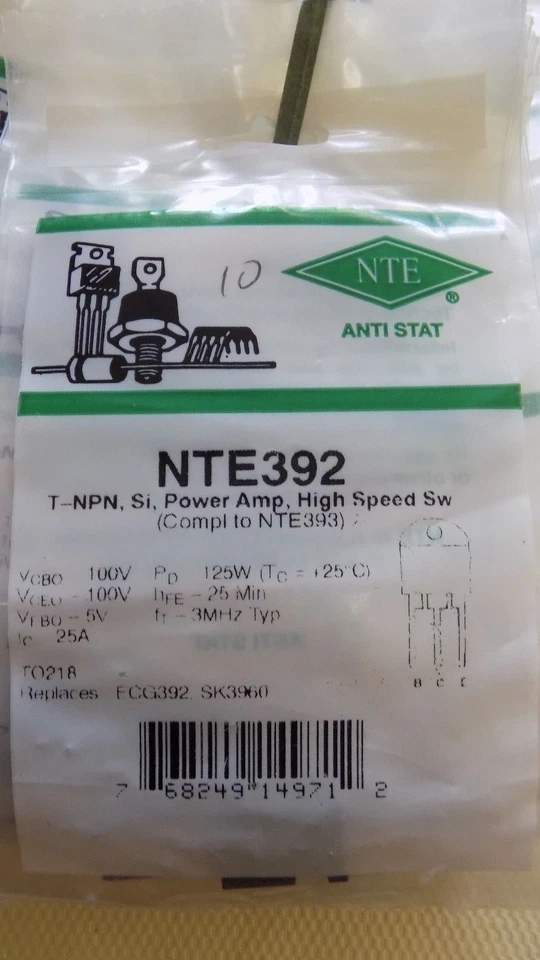 10
NTE
®
ANTI STAT
NTE392
T–NPN, Si, Power Amp, High Speed Sw
(Compl to NTE393)
VCBO – 100V PD – 125W (TC = +25°C)
VCEO – 100V hFE – 25 Min
VEBO – 5V fT – 3MHz Typ
IC – 25A
TO218
Replaces ECG392, SK3960
B C E
7 68249 14971 2